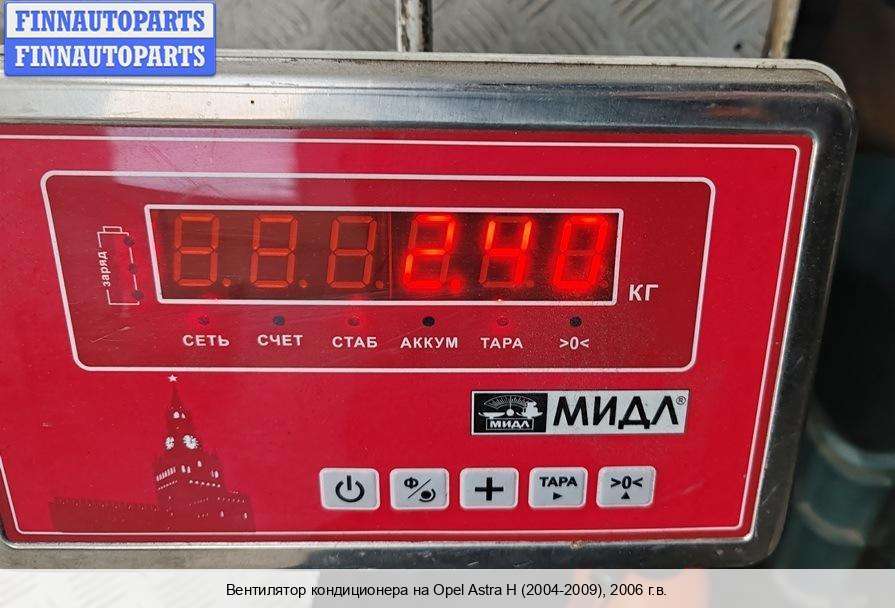 FINNAUTOPARTS
FINNAUTOPARTS
заряд
2.40
КГ
СЕТЬ СЧЕТ СТАБ АККУМ ТАРА >0<
МИДЛ МИДЛ®
Ф ТАРА >0<
Вентилятор кондиционера на Opel Astra H (2004-2009), 2006 г.в.